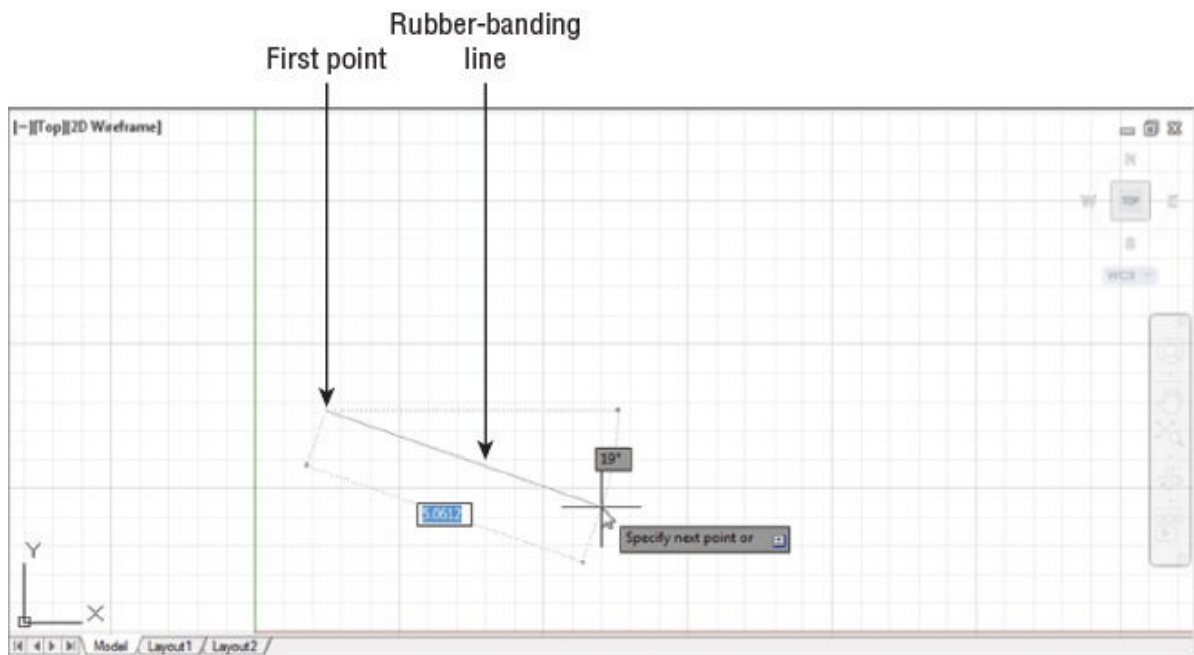 Rubber-banding
First point line
[−][Top][2D Wireframe]
N
W TOP E
WCS
19°
5.0612
Specify next point or
Y
X
Model Layout1 Layout2